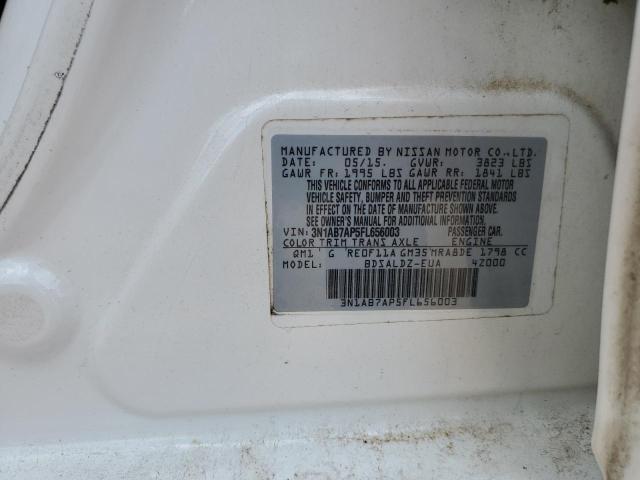 MANUFACTURED BY NISSAN MOTOR CO.,LTD.
DATE: 05/15. GVWR: 3823 LBS
GAWR FR: 1995 LBS GAWR RR: 1841 LBS
THIS VEHICLE CONFORMS TO ALL APPLICABLE FEDERAL MOTOR
VEHICLE SAFETY, BUMPER AND THEFT PREVENTION STANDARDS
IN EFFECT ON THE DATE OF MANUFACTURE SHOWN ABOVE.
SEE OWNER'S MANUAL FOR ADDITIONAL INFORMATION.
VIN: 3N1AB7AP5FL656003 PASSENGER CAR.
COLOR TRIM TRANS AXLE ENGINE
QM1' G RE0F11A GM35 MRA8DE 1798 CC
MODEL: BDSALDZ-EUA 4Z000
3N1AB7AP5FL656003